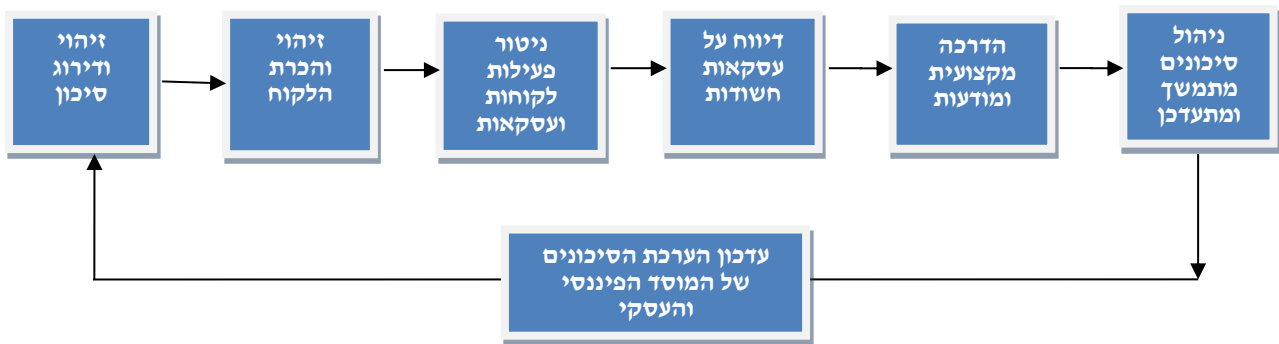 זיהוי
ודירוג
סיכון
זיהוי
והכרת
הלקוח
ניטור
פעילות
לקוחות
ועסקאות
דיווח על
עסקאות
חשודות
הדרכה
מקצועית
ומודעות
ניהול
סיכונים
מתמשך
ומתעדכן
עדכון הערכת הסיכונים
של המוסד הפיננסי
והעסקי